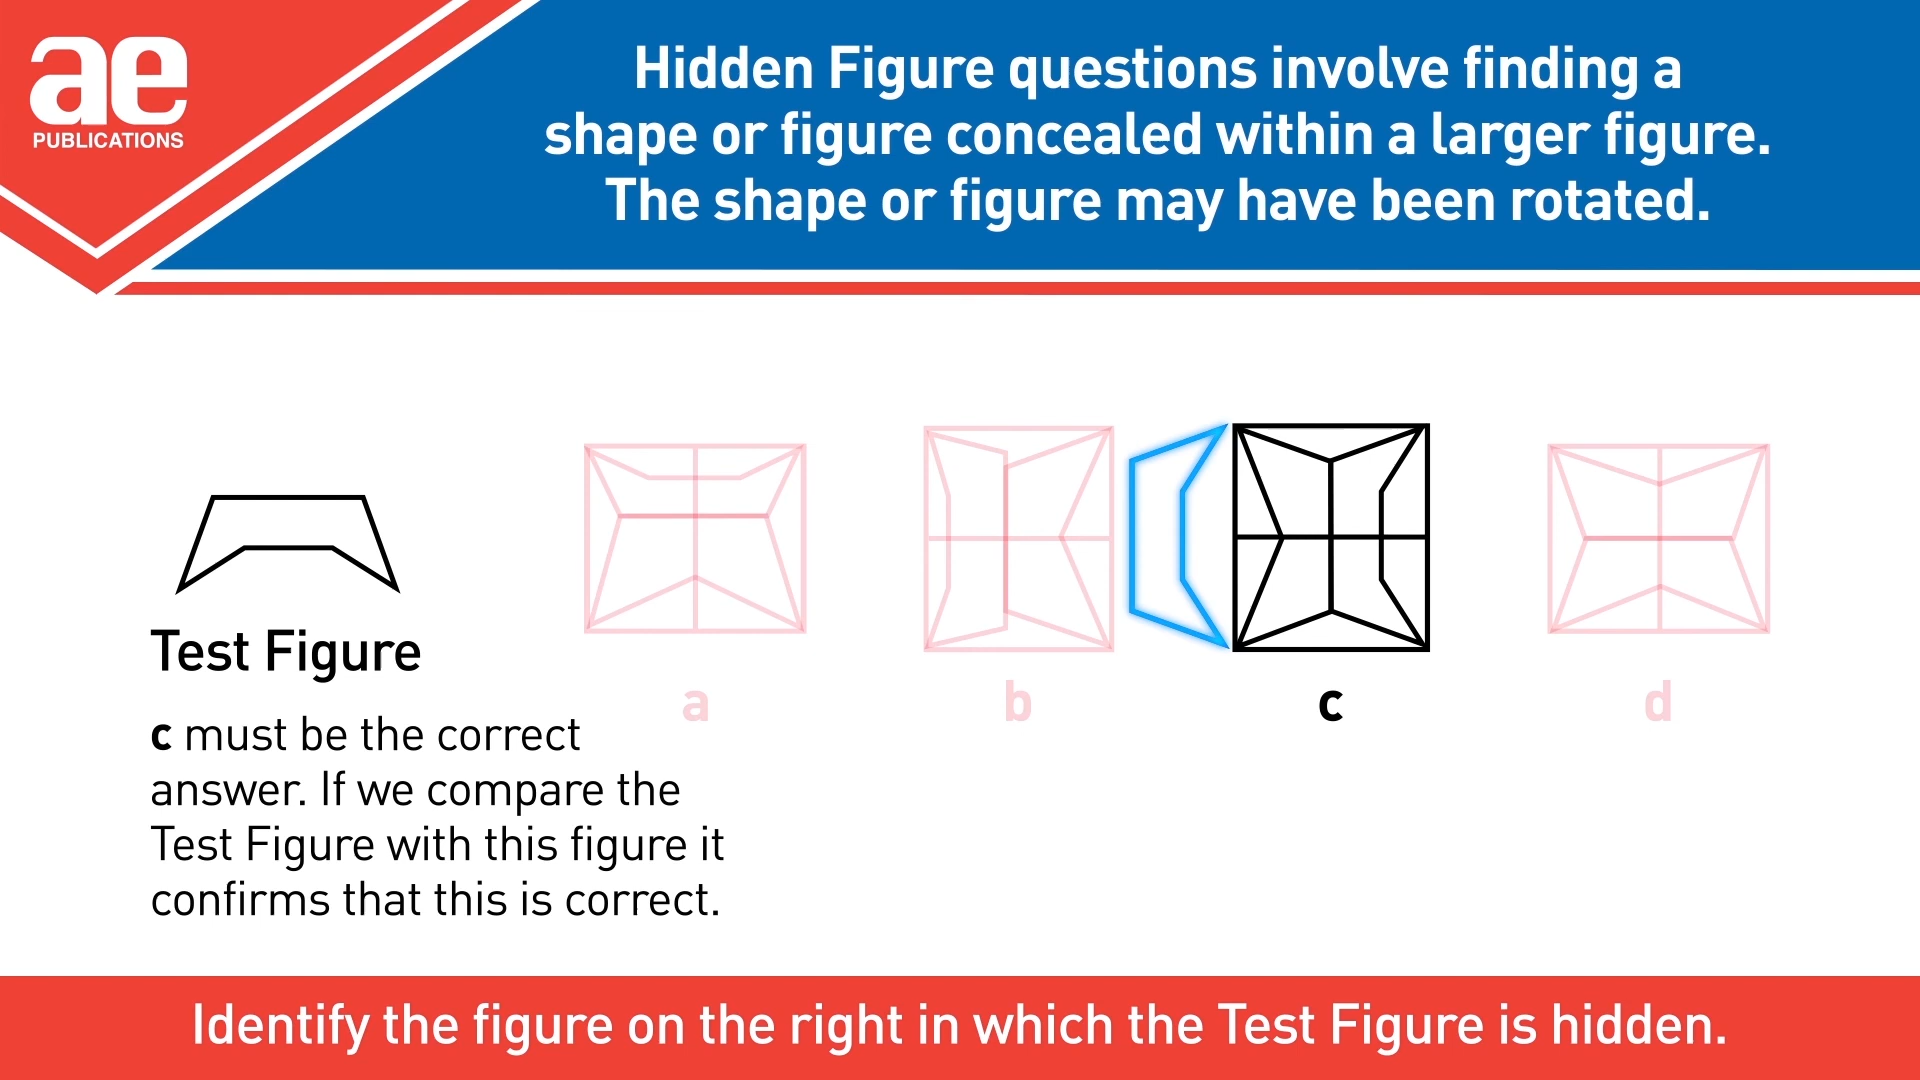 ae
PUBLICATIONS
Hidden Figure questions involve finding a
shape or figure concealed within a larger figure.
The shape or figure may have been rotated.
Test Figure
a
b
c
d
c must be the correct
answer. If we compare the
Test Figure with this figure it
confirms that this is correct.
Identify the figure on the right in which the Test Figure is hidden.